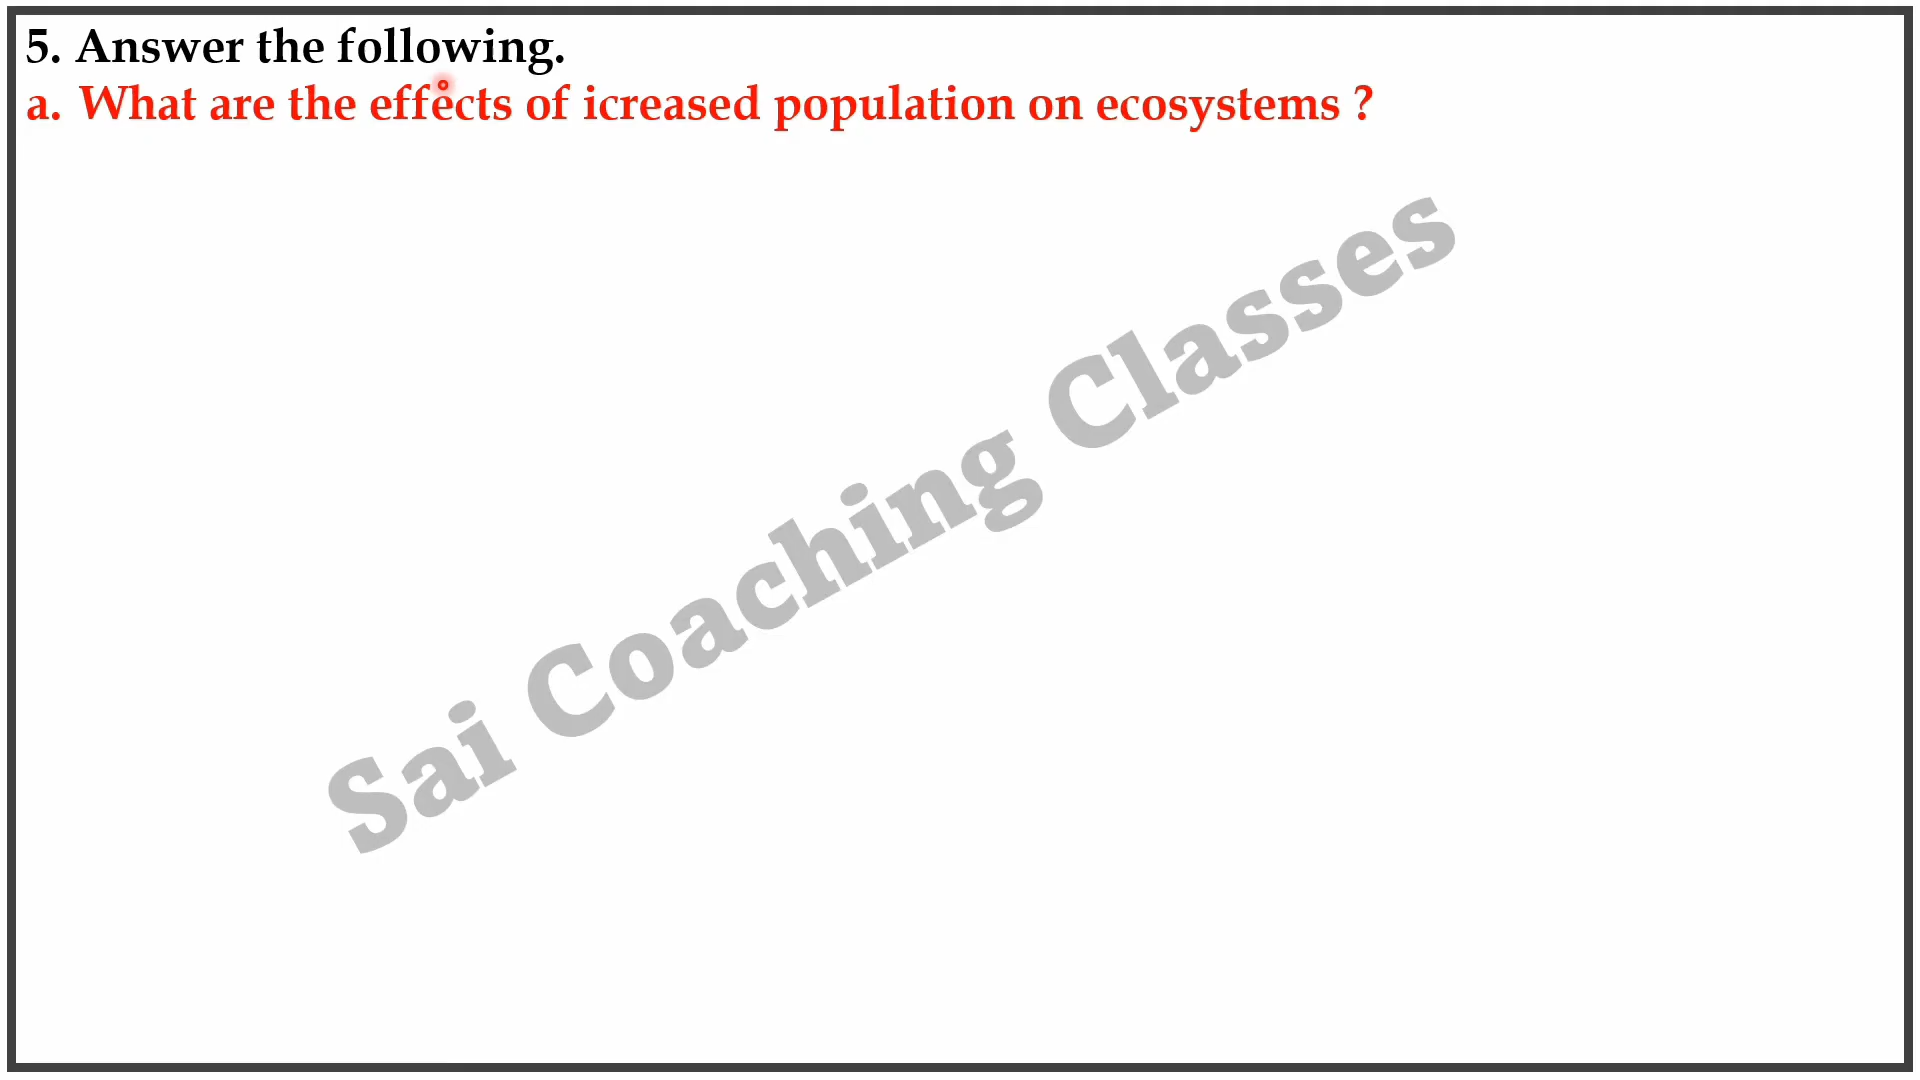 5. Answer the following.
a. What are the effects of icreased population on ecosystems ?
Sai Coaching Classes